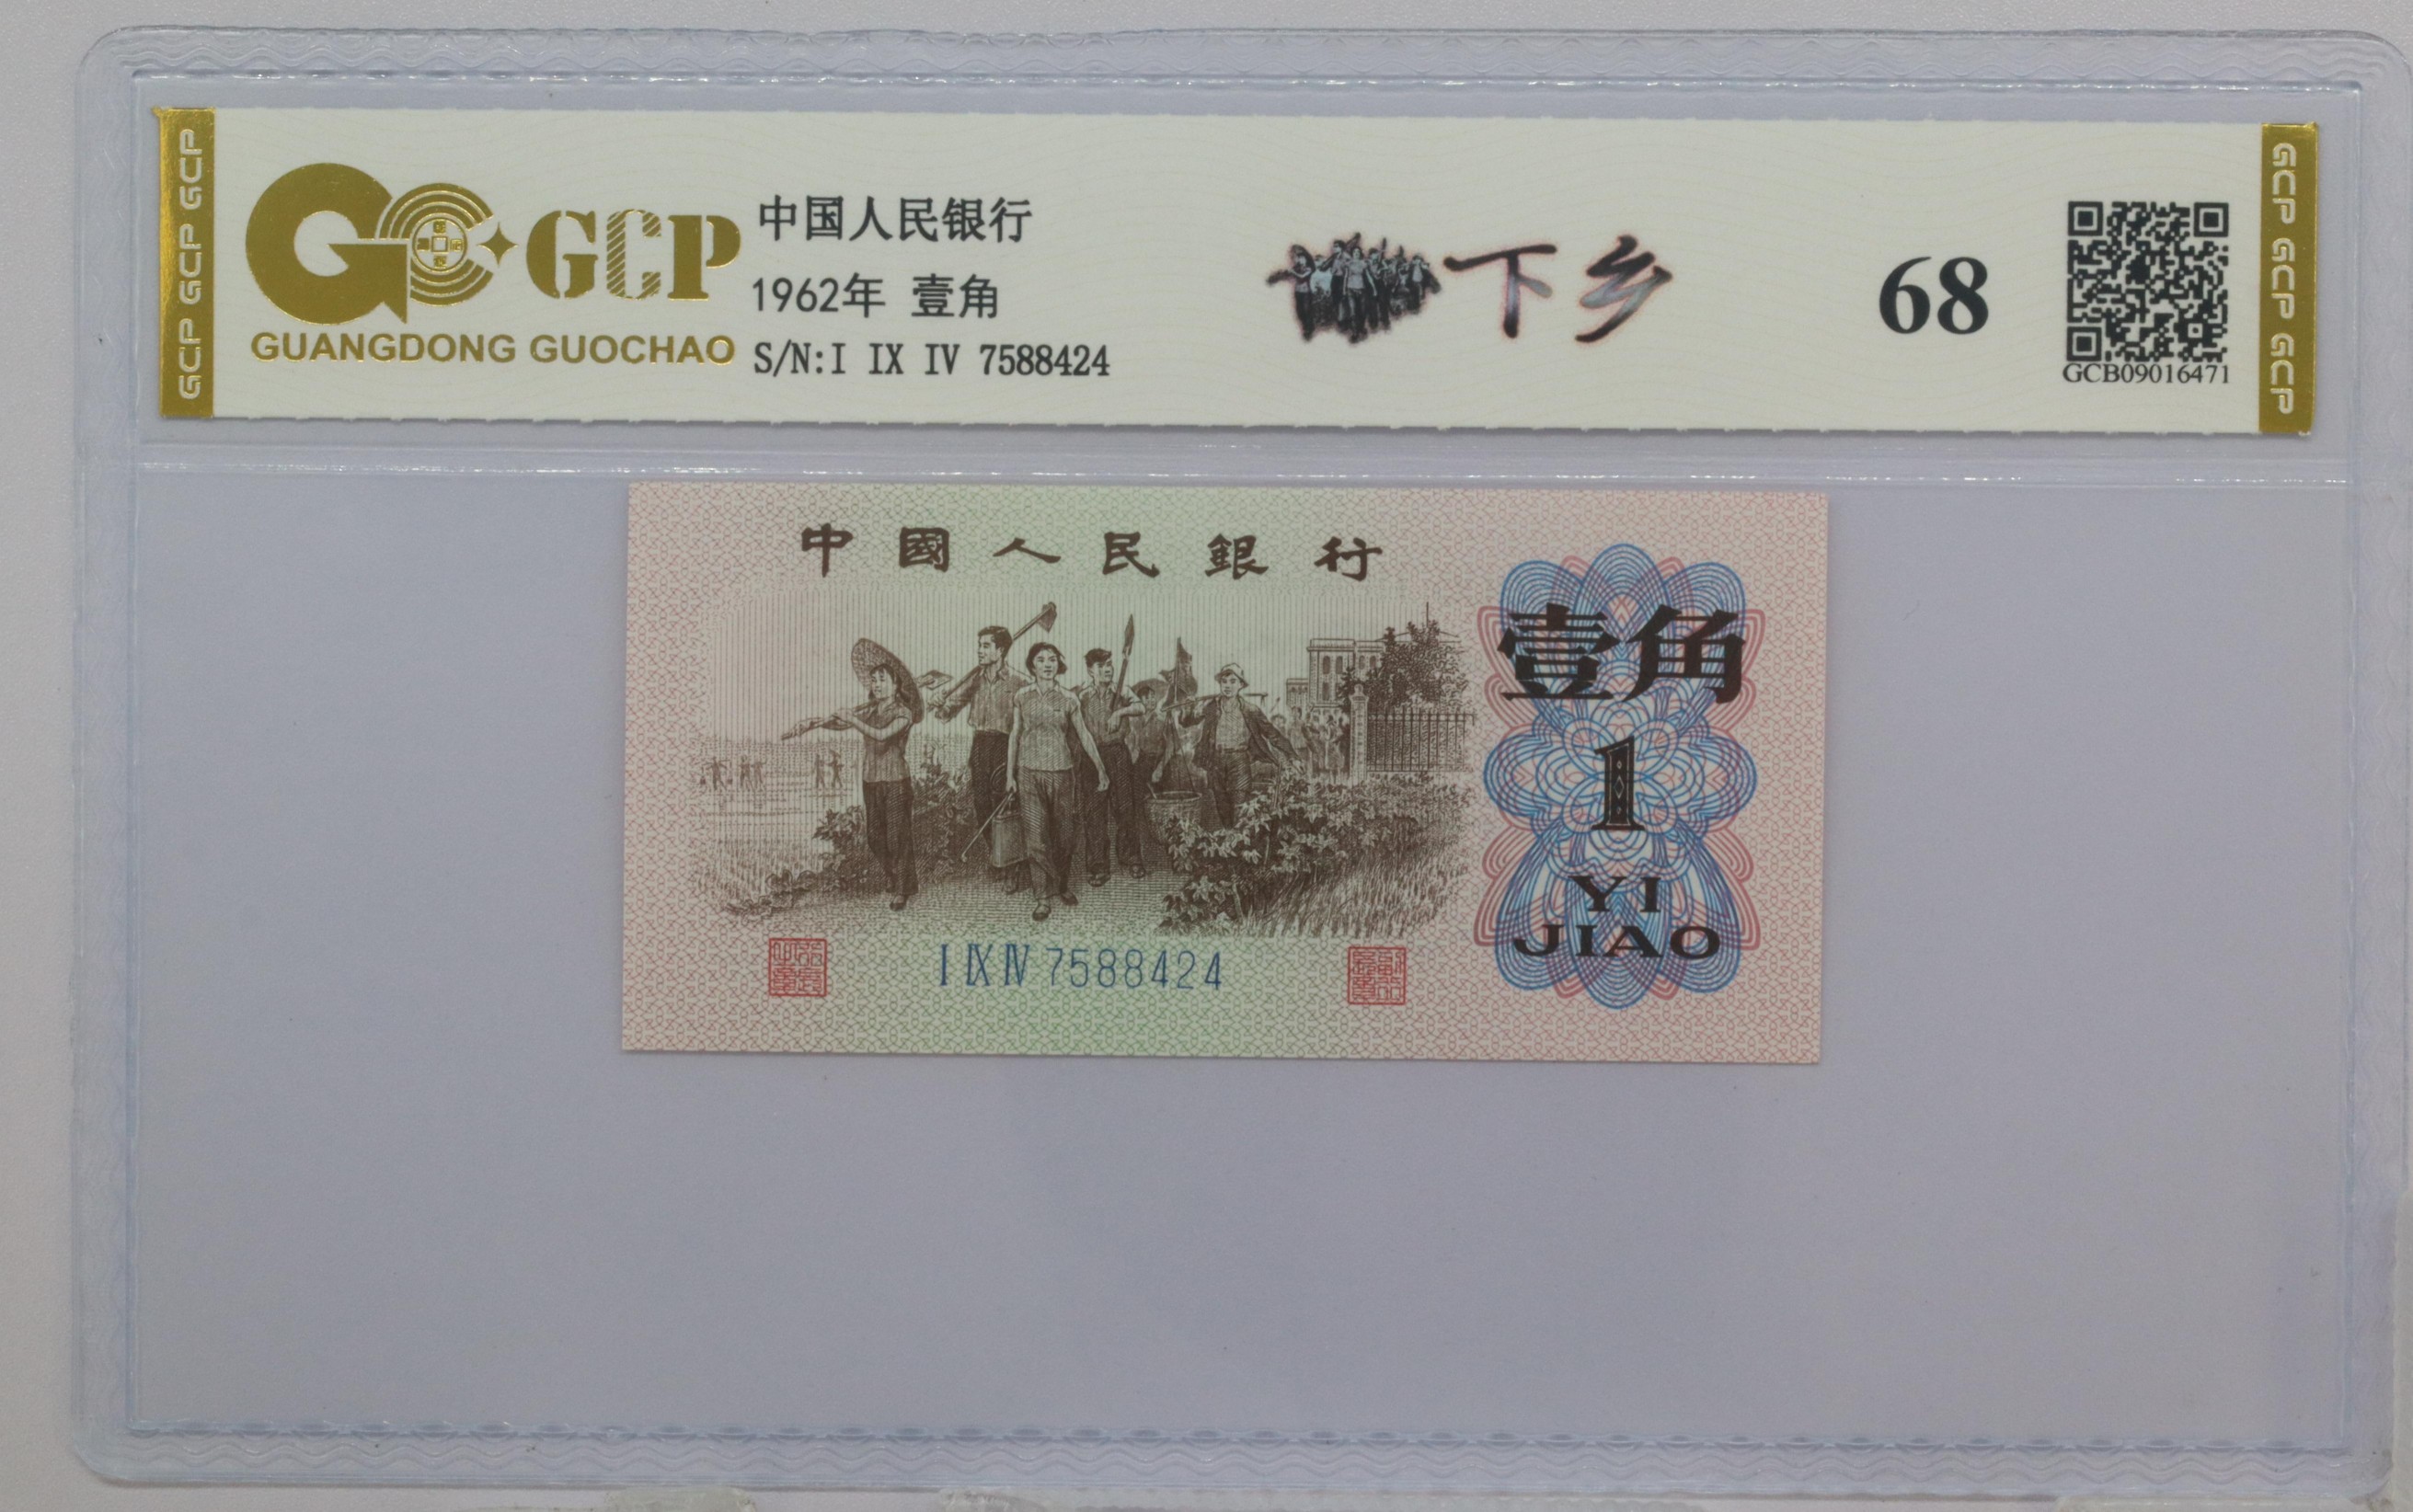 GCP GCP GCP
GCP
GUANGDONG GUOCHAO
中国人民银行
1962年 壹角
S/N:I IX IV 7588424
下乡
68
GCB09016471
GCP GCP GCP
中國人民銀行
壹角
1
YI
JIAO
I IX IV 7588424